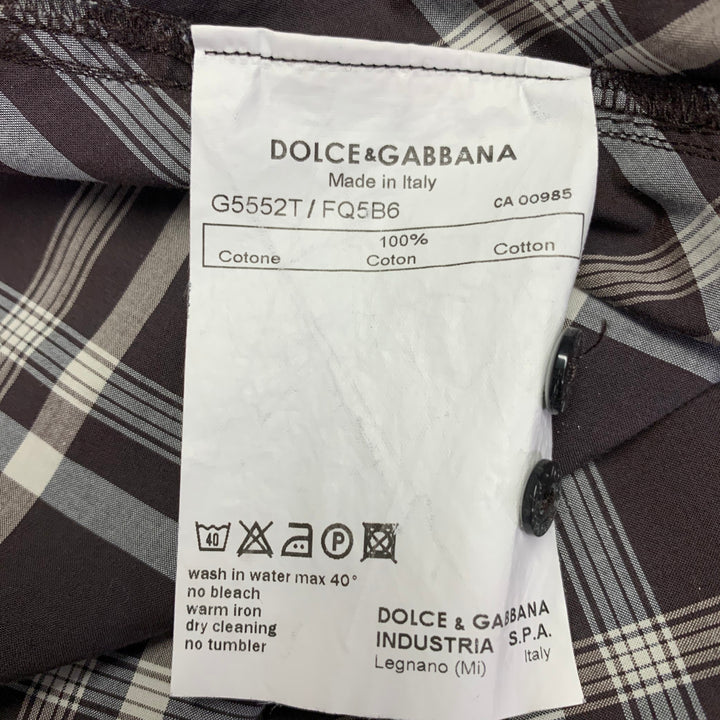 DOLCE&GABBANA
Made in Italy
G5552T / FQ5B6 CA 00985
100%
Cotone Coton Cotton
40 P
wash in water max 40°
no bleach
warm iron
dry cleaning
no tumbler
DOLCE & GABBANA
INDUSTRIA S.P.A.
Legnano (Mi) Italy